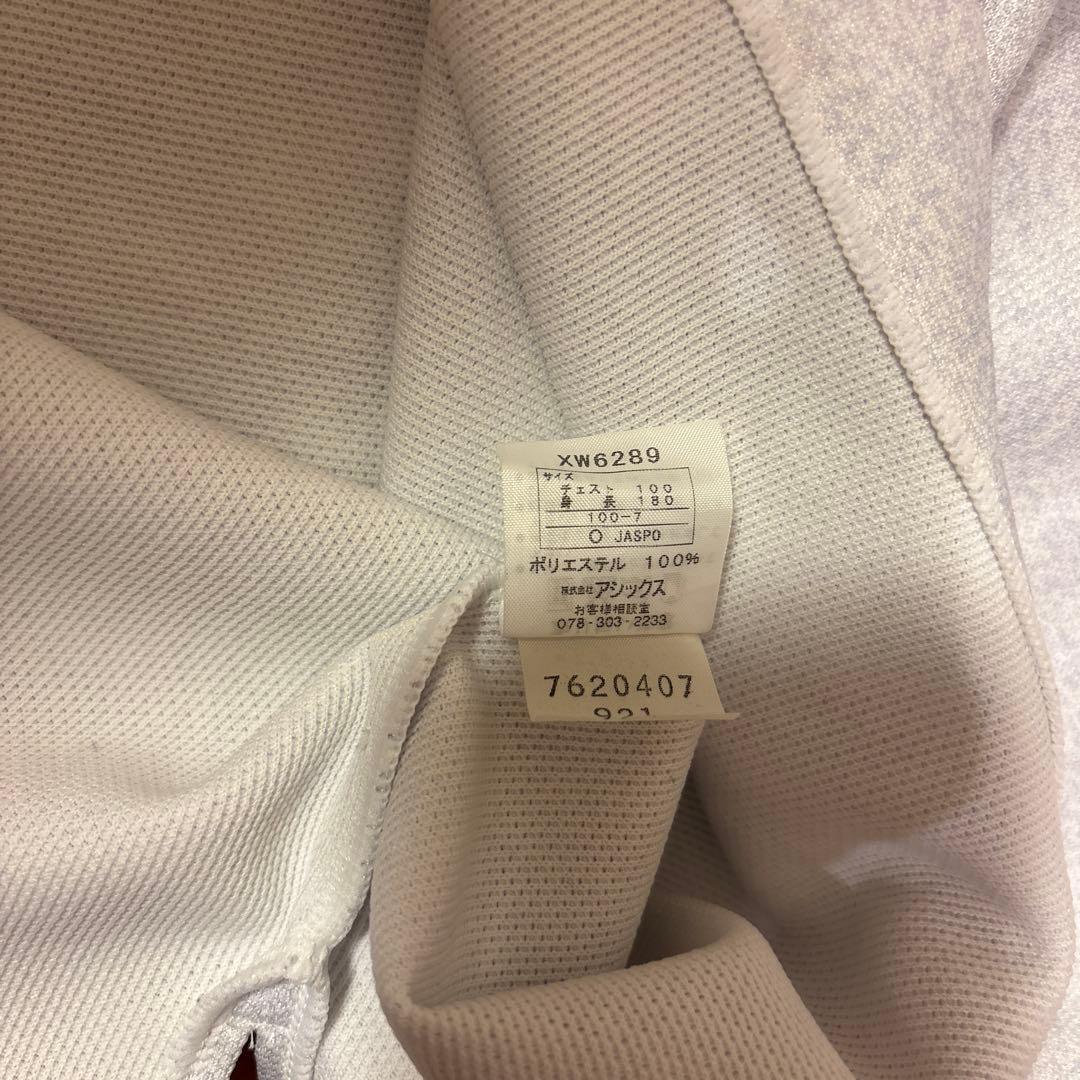 XW6289
サイズ
チェスト 100
身長 180
100-7
O JASPO
ポリエステル 100%
株式会社アシックス
お客様相談室
078-303-2233
7620407
921